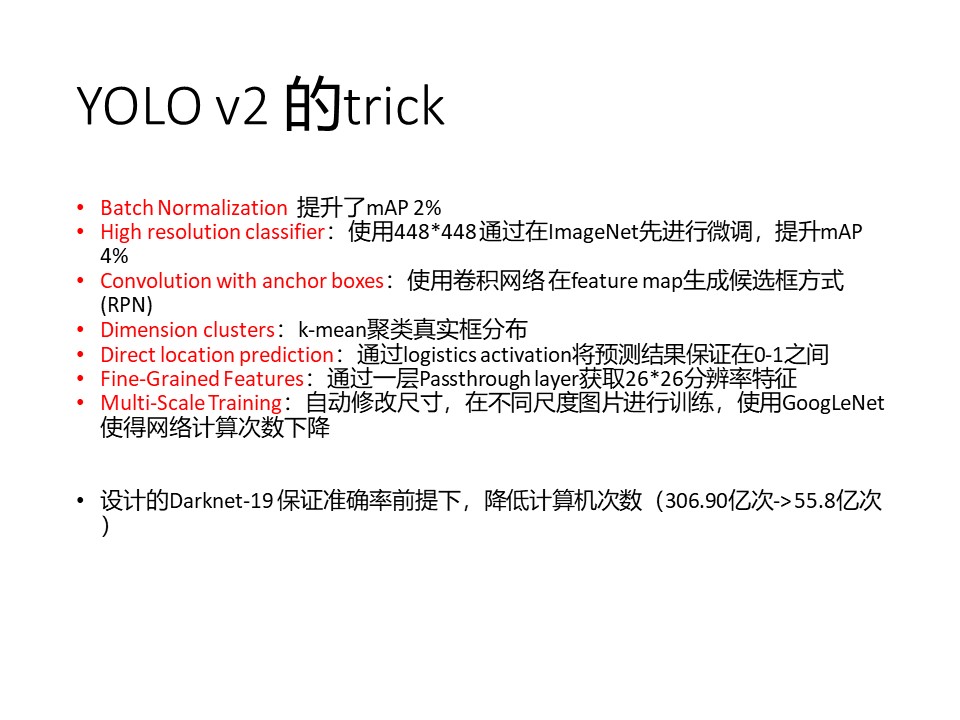 YOLO v2 的trick
• Batch Normalization 提升了mAP 2%
• High resolution classifier：使用448*448通过在ImageNet先进行微调，提升mAP
4%
• Convolution with anchor boxes：使用卷积网络 在feature map生成候选框方式
(RPN)
• Dimension clusters：k-mean聚类真实框分布
• Direct location prediction：通过logistics activation将预测结果保证在0-1之间
• Fine-Grained Features：通过一层Passthrough layer获取26*26分辨率特征
• Multi-Scale Training：自动修改尺寸，在不同尺度图片进行训练，使用GoogLeNet
使得网络计算次数下降
• 设计的Darknet-19 保证准确率前提下，降低计算机次数（306.90亿次->55.8亿次
）